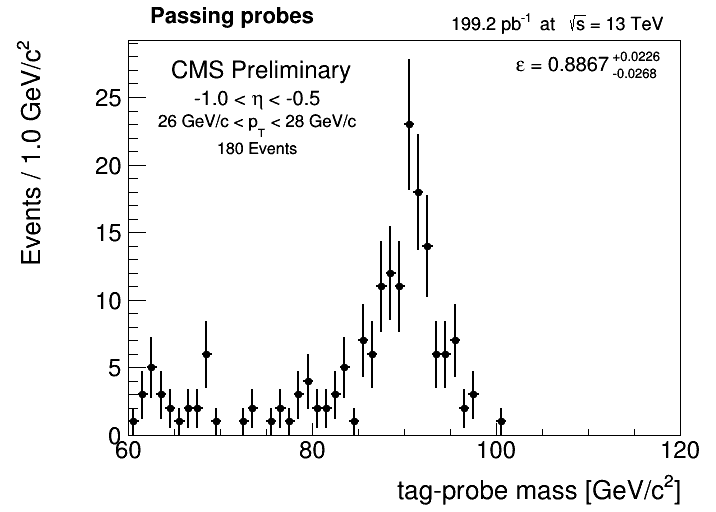 Passing probes
199.2 pb⁻¹ at √s = 13 TeV
CMS Preliminary
ε = 0.8867 +0.0226 -0.0268
-1.0 < η < -0.5
26 GeV/c < p_T < 28 GeV/c
180 Events
Events / 1.0 GeV/c²
25
20
15
10
5
0
60 80 100 120
tag-probe mass [GeV/c²]